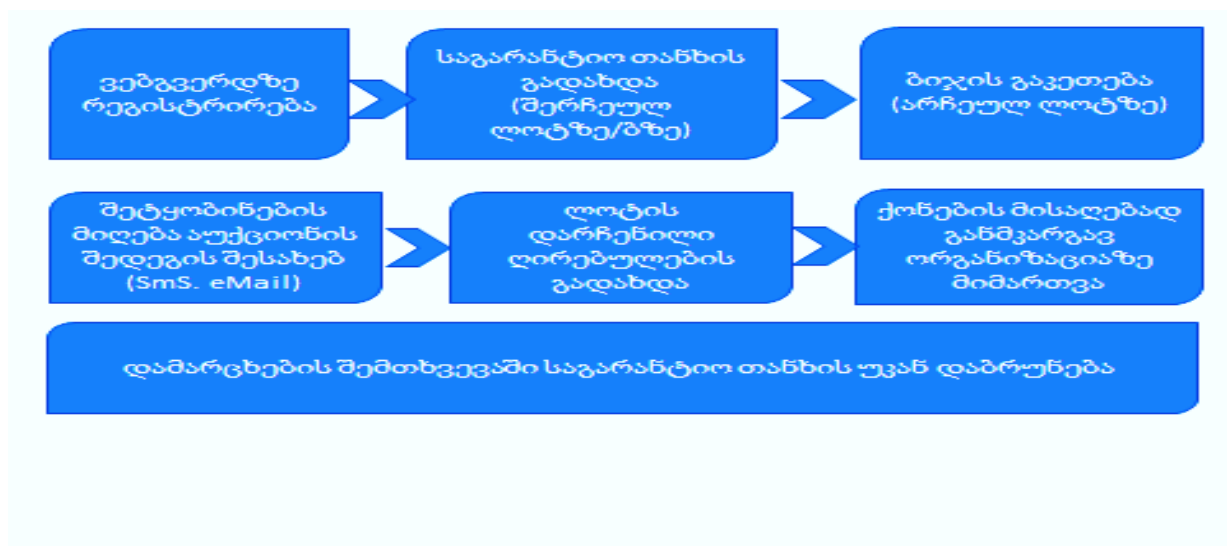 ვებგვერდზე
რეგისტრირება
საგარანტიო თანხის
გადახდა
(შერჩეულ
ლოტზე/ბზე)
ბიჯის გაკეთება
(არჩეულ ლოტზე)
შეტყობინების
მიღება აუქციონის
შედეგის შესახებ
(SmS. eMail)
ლოტის
დარჩენილი
ღირებულების
გადახდა
ქონების მისაღებად
განმკარგავ
ორგანიზაციაზე
მიმართვა
დამარცხების შემთხვევაში საგარანტიო თანხის უკან დაბრუნება